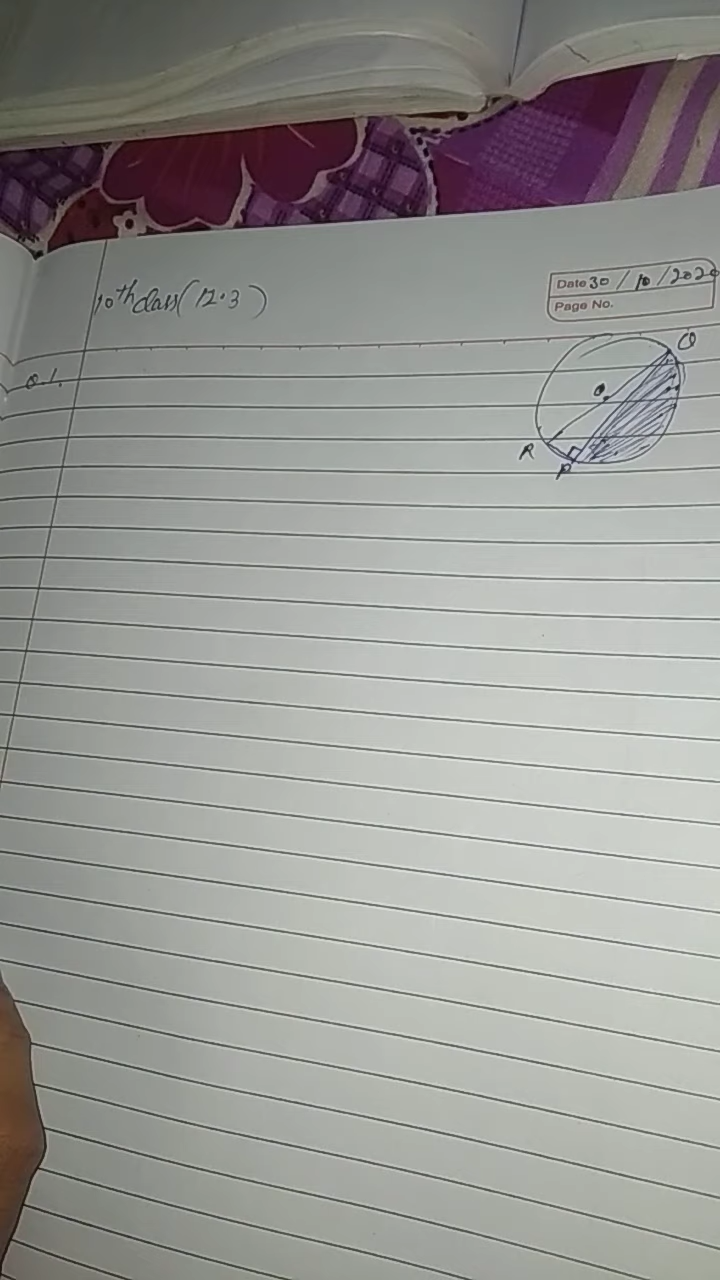 10th class (12.3)
Date 30/10/2020
Page No.
Q.1.
Q
O
R
P